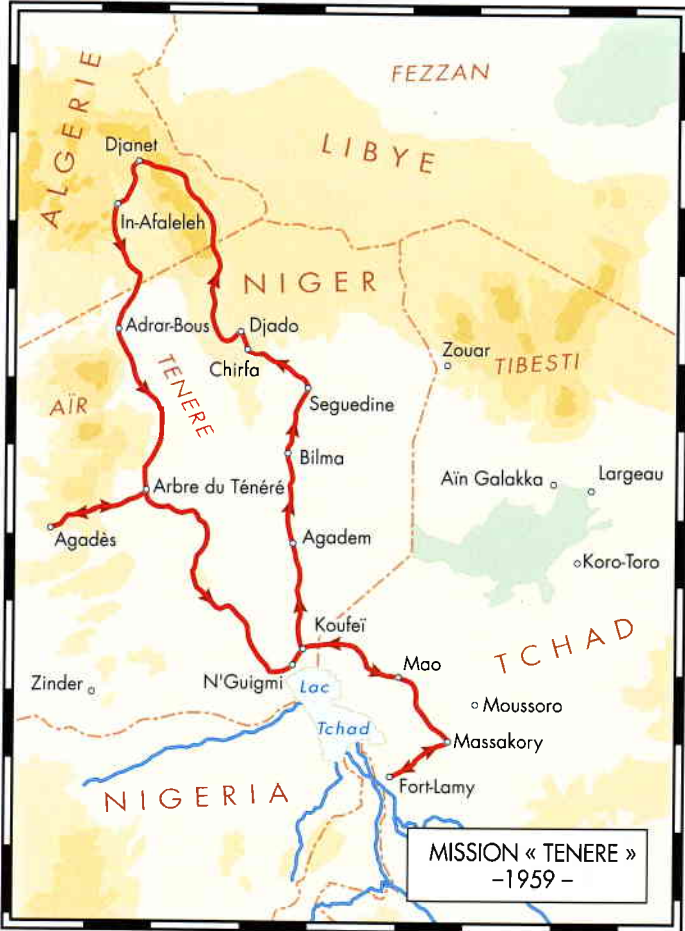 FEZZAN
ALGERIE
LIBYE
Djanet
In-Afaleleh
NIGER
Adrar-Bous
Djado
Chirfa
Zouar
TIBESTI
TENERE
AÏR
Seguedine
Bilma
Aïn Galakka
Largeau
Arbre du Ténéré
Agadès
Agadem
Koro-Toro
Koufeï
TCHAD
Mao
N'Guigmi
Zinder
Lac
Tchad
Moussoro
Massakory
Fort-Lamy
NIGERIA
MISSION « TENERE »
–1959 –